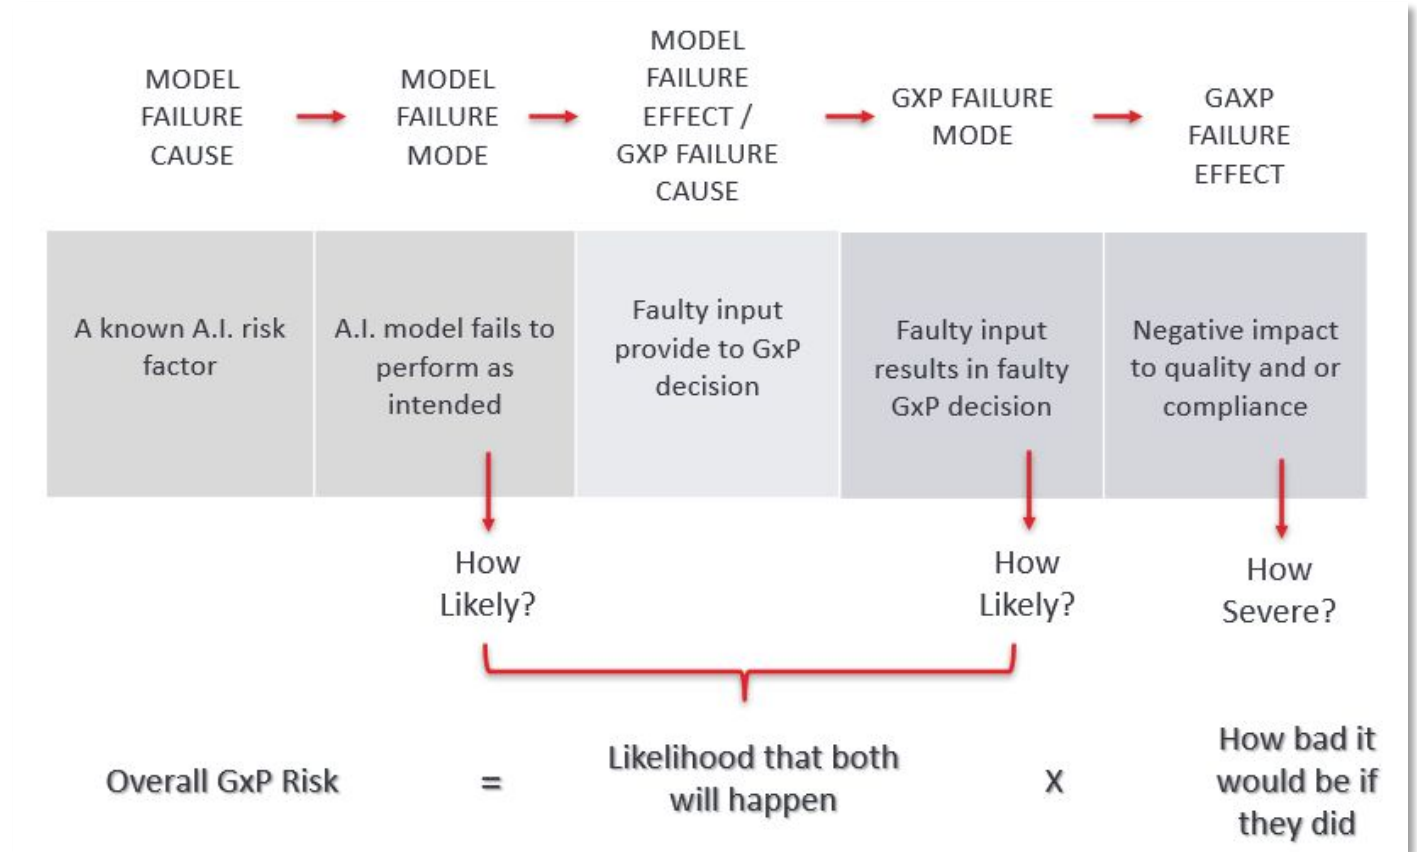 MODEL
FAILURE
CAUSE
MODEL
FAILURE
MODE
MODEL
FAILURE
EFFECT /
GXP FAILURE
CAUSE
GXP FAILURE
MODE
GAXP
FAILURE
EFFECT
A known A.I. risk
factor
A.I. model fails to
perform as
intended
Faulty input
provide to GxP
decision
Faulty input
results in faulty
GxP decision
Negative impact
to quality and or
compliance
How
Likely?
How
Likely?
How
Severe?
Overall GxP Risk
=
Likelihood that both
will happen
X
How bad it
would be if
they did